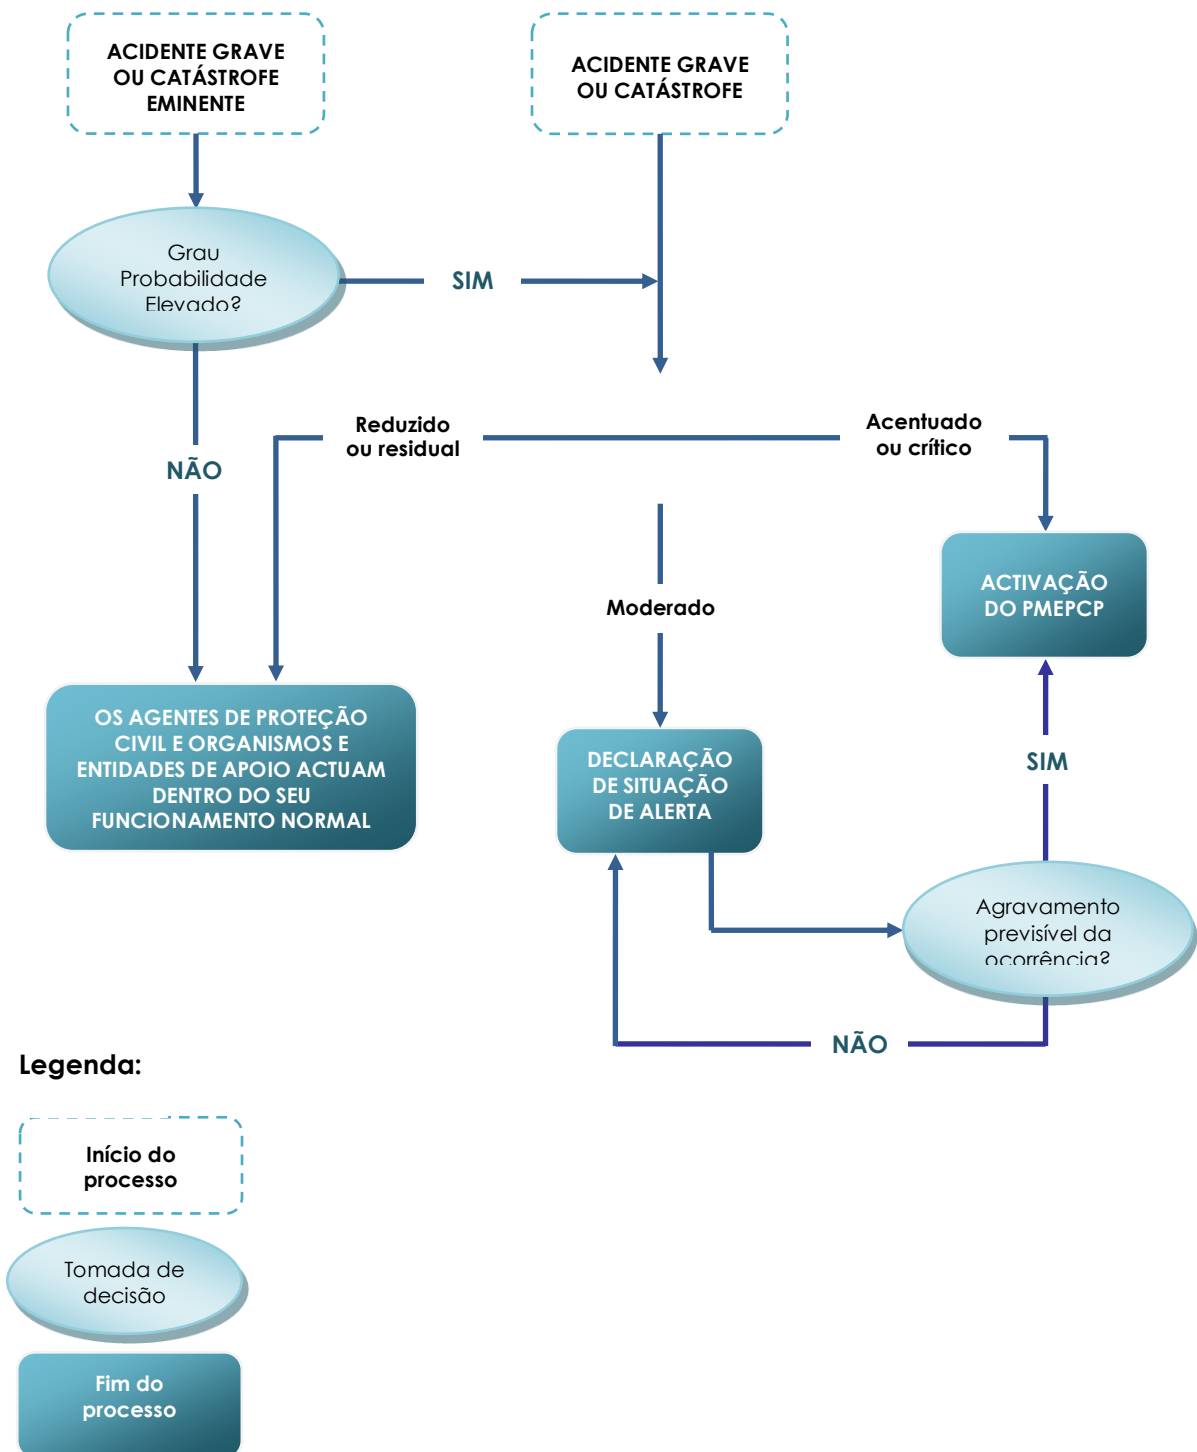 ACIDENTE GRAVE
OU CATÁSTROFE
EMINENTE
ACIDENTE GRAVE
OU CATÁSTROFE
Grau
Probabilidade
Elevado?
SIM
NÃO
Reduzido
ou residual
Acentuado
ou crítico
Moderado
ACTIVAÇÃO
DO PMEPCP
OS AGENTES DE PROTEÇÃO
CIVIL E ORGANISMOS E
ENTIDADES DE APOIO ACTUAM
DENTRO DO SEU
FUNCIONAMENTO NORMAL
DECLARAÇÃO
DE SITUAÇÃO
DE ALERTA
SIM
Agravamento
previsível da
ocorrência?
NÃO
Legenda:
Início do
processo
Tomada de
decisão
Fim do
processo